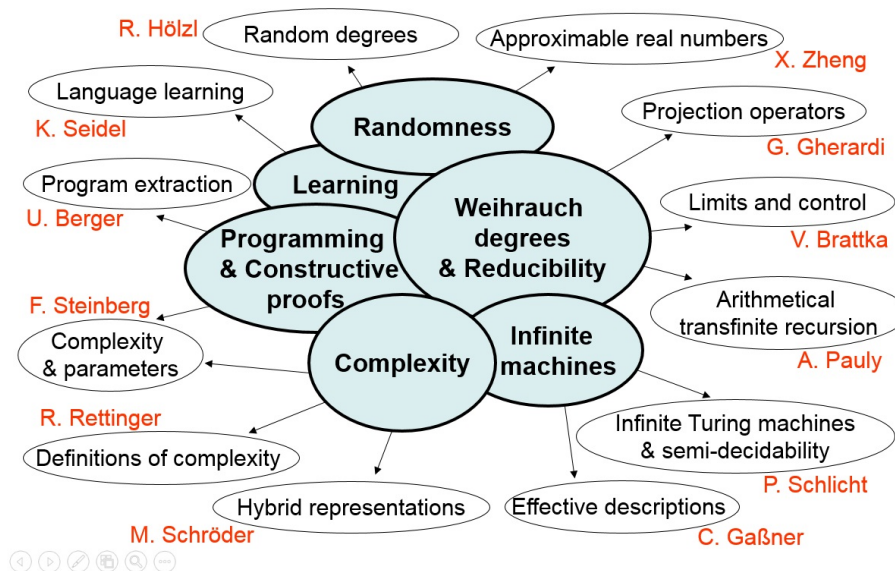 R. Hölzl
Random degrees
Approximable real numbers
X. Zheng
Language learning
K. Seidel
Randomness
Projection operators
G. Gherardi
Program extraction
U. Berger
Learning
Weihrauch
degrees
& Reducibility
Limits and control
V. Brattka
Programming
& Constructive
proofs
F. Steinberg
Complexity
& parameters
Arithmetical
transfinite recursion
A. Pauly
Complexity
Infinite
machines
R. Rettinger
Definitions of complexity
Infinite Turing machines
& semi-decidability
P. Schlicht
Hybrid representations
M. Schröder
Effective descriptions
C. Gaßner